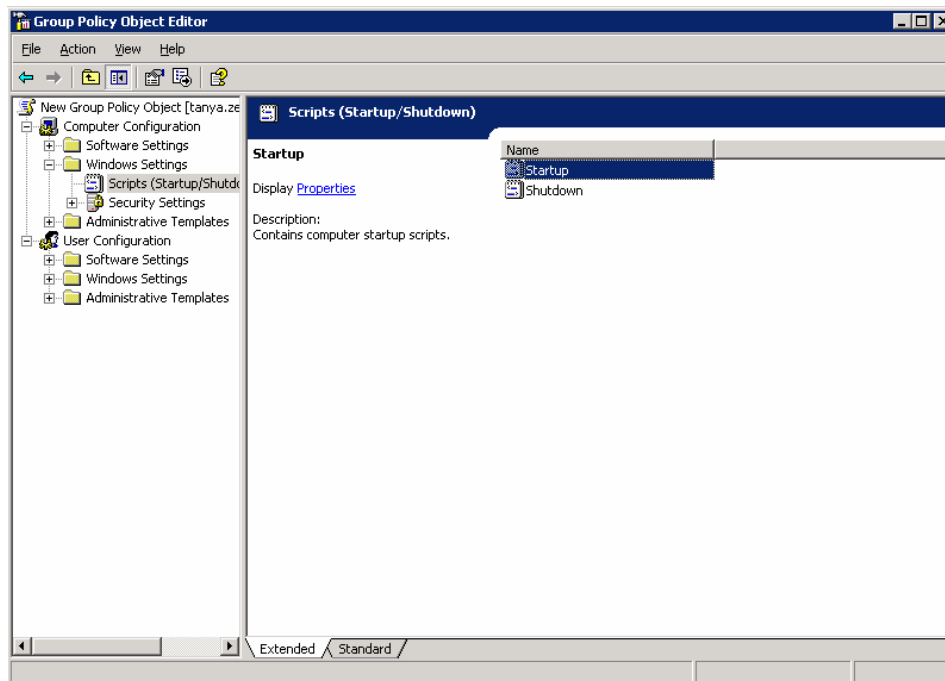 Group Policy Object Editor
File Action View Help
New Group Policy Object [tanya.ze
Computer Configuration
Software Settings
Windows Settings
Scripts (Startup/Shutdo
Security Settings
Administrative Templates
User Configuration
Software Settings
Windows Settings
Administrative Templates
Scripts (Startup/Shutdown)
Startup
Display Properties
Description:
Contains computer startup scripts.
Name
Startup
Shutdown
Extended Standard